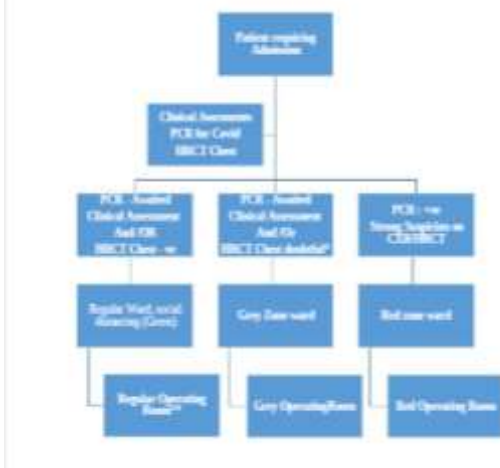 Patient requiring
Admission
Clinical Assessment
PCR for Covid
HRCT Chest
PCR - Awaited
Clinical Assessment
And /OR
HRCT Chest - ve
PCR - Awaited
Clinical Assessment
And /Or
HRCT Chest doubtful*
PCR - +ve
Strong Suspicion on
Regular Ward, social
distancing (Green)
Grey Zone ward
Red zone ward
Regular Operating
Room**
Grey OperatingRoom
Red Operating Room